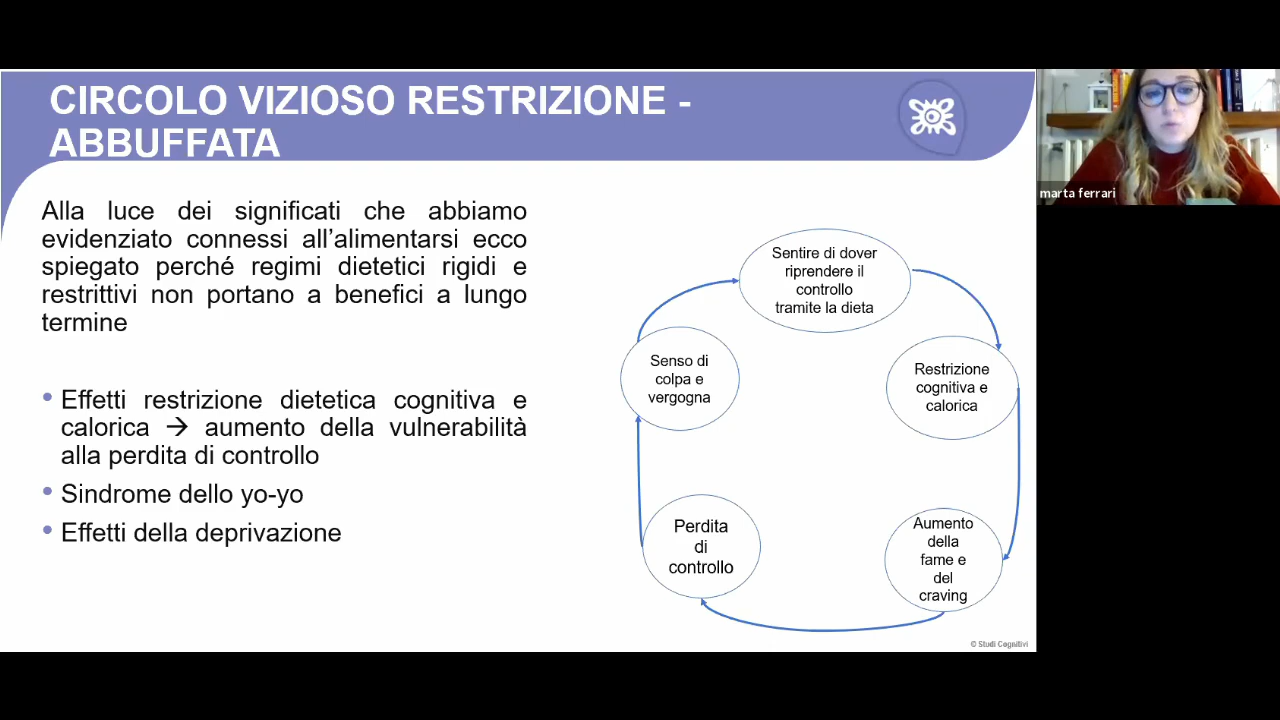 CIRCOLO VIZIOSO RESTRIZIONE -
ABBUFFATA
Alla luce dei significati che abbiamo
evidenziato connessi all’alimentarsi ecco
spiegato perché regimi dietetici rigidi e
restrittivi non portano a benefici a lungo
termine
• Effetti restrizione dietetica cognitiva e
calorica → aumento della vulnerabilità
alla perdita di controllo
• Sindrome dello yo-yo
• Effetti della deprivazione
Sentire di dover
riprendere il
controllo
tramite la dieta
Restrizione
cognitiva e
calorica
Aumento
della
fame e
del
craving
Perdita
di
controllo
Senso di
colpa e
vergogna
© Studi Cognitivi
marta ferrari